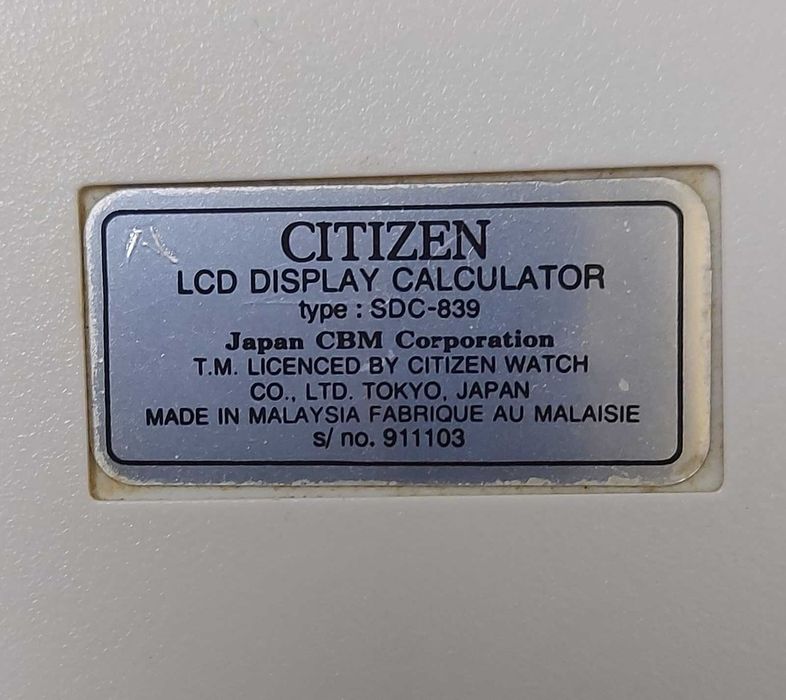 CITIZEN
LCD DISPLAY CALCULATOR
type : SDC-839
Japan CBM Corporation
T.M. LICENCED BY CITIZEN WATCH
CO., LTD. TOKYO, JAPAN
MADE IN MALAYSIA FABRIQUE AU MALAISIE
s/ no. 911103